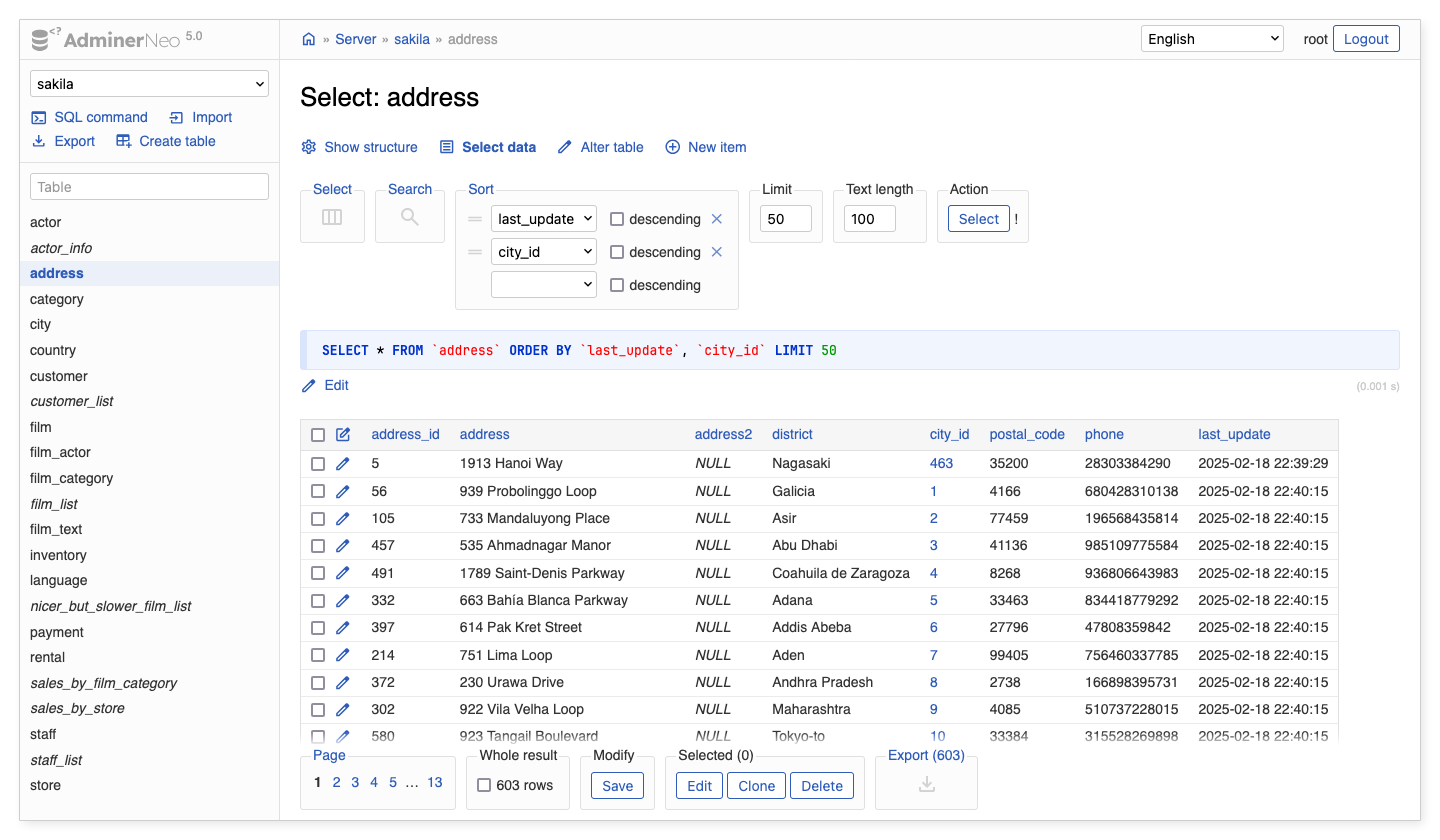 AdminerNeo 5.0
sakila
SQL command Import
Export Create table
Table
actor
actor_info
address
category
city
country
customer
customer_list
film
film_actor
film_category
film_list
film_text
inventory
language
nicer_but_slower_film_list
payment
rental
sales_by_film_category
sales_by_store
staff
staff_list
store
» Server » sakila » address
English root Logout
Select: address
Show structure Select data Alter table New item
Select Search Sort Limit Text length Action
last_update descending 50 100 Select !
city_id descending
descending
SELECT * FROM `address` ORDER BY `last_update`, `city_id` LIMIT 50
Edit (0.001 s)
address_id address address2 district city_id postal_code phone last_update
5 1913 Hanoi Way NULL Nagasaki 463 35200 28303384290 2025-02-18 22:39:29
56 939 Probolinggo Loop NULL Galicia 1 4166 680428310138 2025-02-18 22:40:15
105 733 Mandaluyong Place NULL Asir 2 77459 196568435814 2025-02-18 22:40:15
457 535 Ahmadnagar Manor NULL Abu Dhabi 3 41136 985109775584 2025-02-18 22:40:15
491 1789 Saint-Denis Parkway NULL Coahuila de Zaragoza 4 8268 936806643983 2025-02-18 22:40:15
332 663 Bahía Blanca Parkway NULL Adana 5 33463 834418779292 2025-02-18 22:40:15
397 614 Pak Kret Street NULL Addis Abeba 6 27796 47808359842 2025-02-18 22:40:15
214 751 Lima Loop NULL Aden 7 99405 756460337785 2025-02-18 22:40:15
372 230 Urawa Drive NULL Andhra Pradesh 8 2738 166898395731 2025-02-18 22:40:15
302 922 Vila Velha Loop NULL Maharashtra 9 4085 510737228015 2025-02-18 22:40:15
580 923 Tangail Boulevard NULL Tokyo-to 10 33384 315528269898 2025-02-18 22:40:15
Page Whole result Modify Selected (0) Export (603)
1 2 3 4 5 … 13 603 rows Save Edit Clone Delete